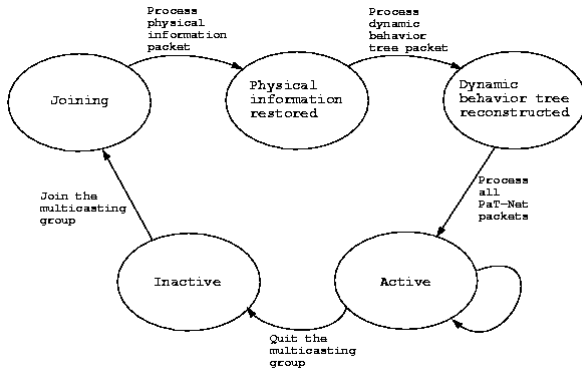 Process
physical
information
packet
Process
dynamic
behavior
tree packet
Joining
Physical
information
restored
Dynamic
behavior tree
reconstructed
Join the
multicasting
group
Process
all
PaT-Net
packets
Inactive
Active
Quit the
multicasting
group